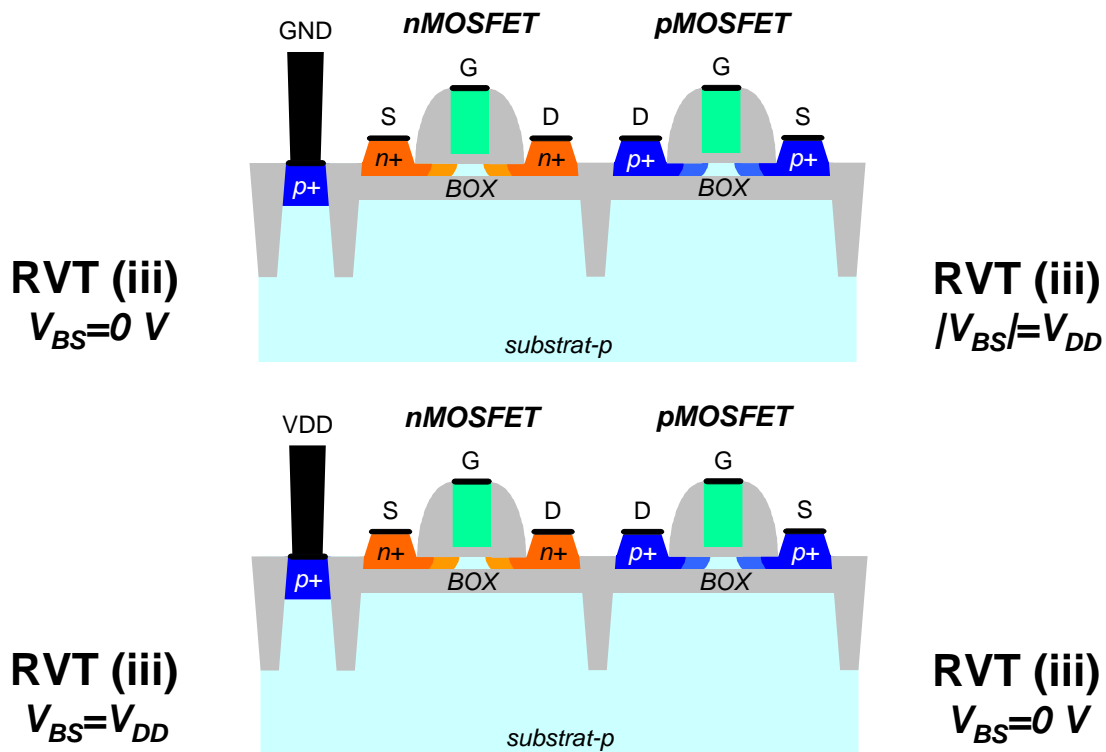 nMOSFET pMOSFET
GND
G G
S D D S
n+ n+ p+ p+
p+
BOX BOX
RVT (iii) RVT (iii)
VBS=0 V |VBS|=VDD
substrat-p
nMOSFET pMOSFET
VDD
G G
S D D S
n+ n+ p+ p+
p+
BOX BOX
RVT (iii) RVT (iii)
VBS=VDD VBS=0 V
substrat-p